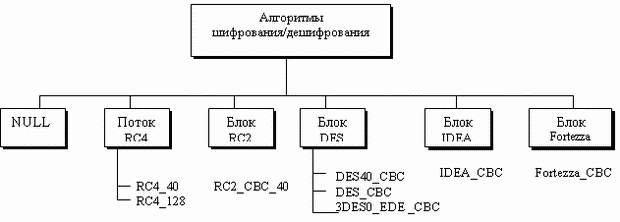 Алгоритмы
шифрования/дешифрования
NULL
Поток
RC4
Блок
RC2
Блок
DES
Блок
IDEA
Блок
Fortezza
RC4_40
RC4_128
RC2_CBC_40
DES40_CBC
DES_CBC
3DES0_EDE_CBC
IDEA_CBC
Fortezza_CBC